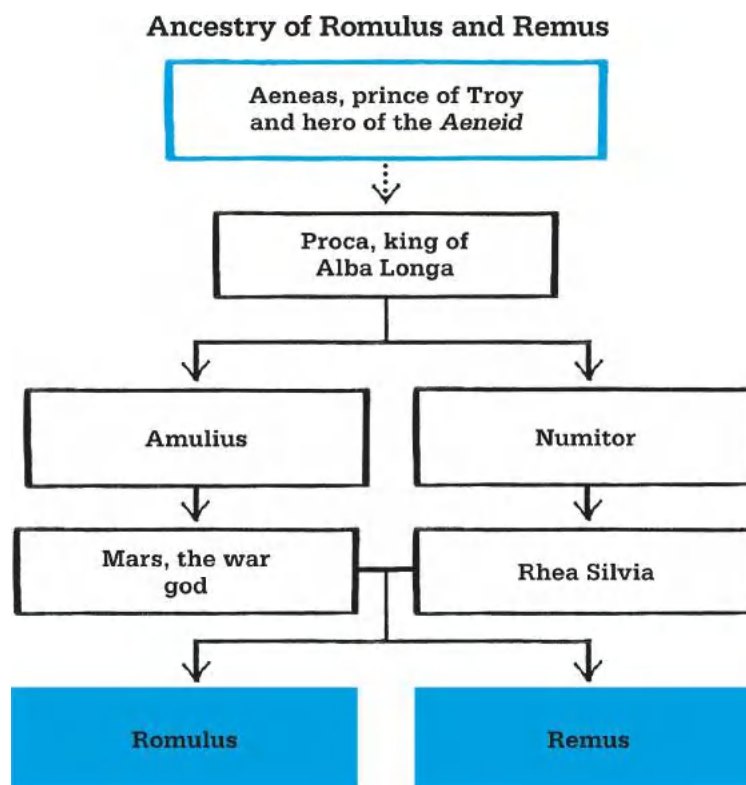 Ancestry of Romulus and Remus
Aeneas, prince of Troy
and hero of the Aeneid
Proca, king of
Alba Longa
Amulius
Numitor
Mars, the war
god
Rhea Silvia
Romulus
Remus